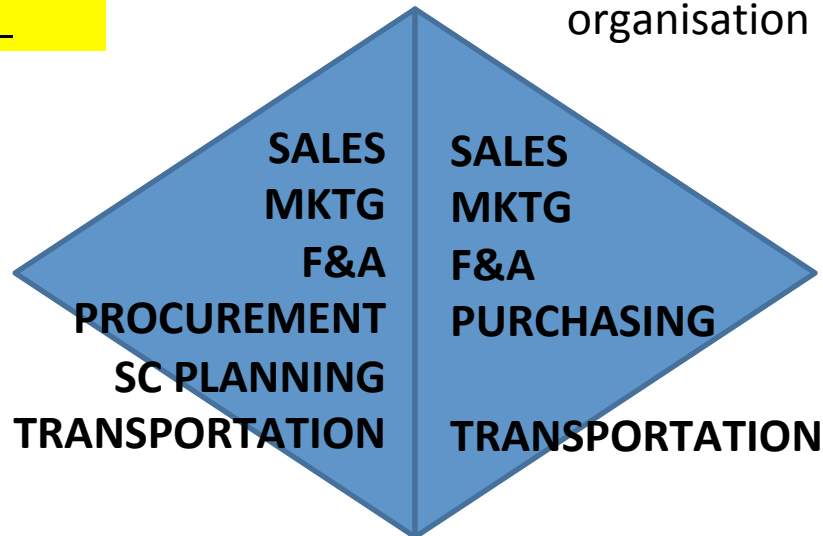 organisation
SALES
MKTG
F&A
PROCUREMENT
SC PLANNING
TRANSPORTATION
SALES
MKTG
F&A
PURCHASING
TRANSPORTATION